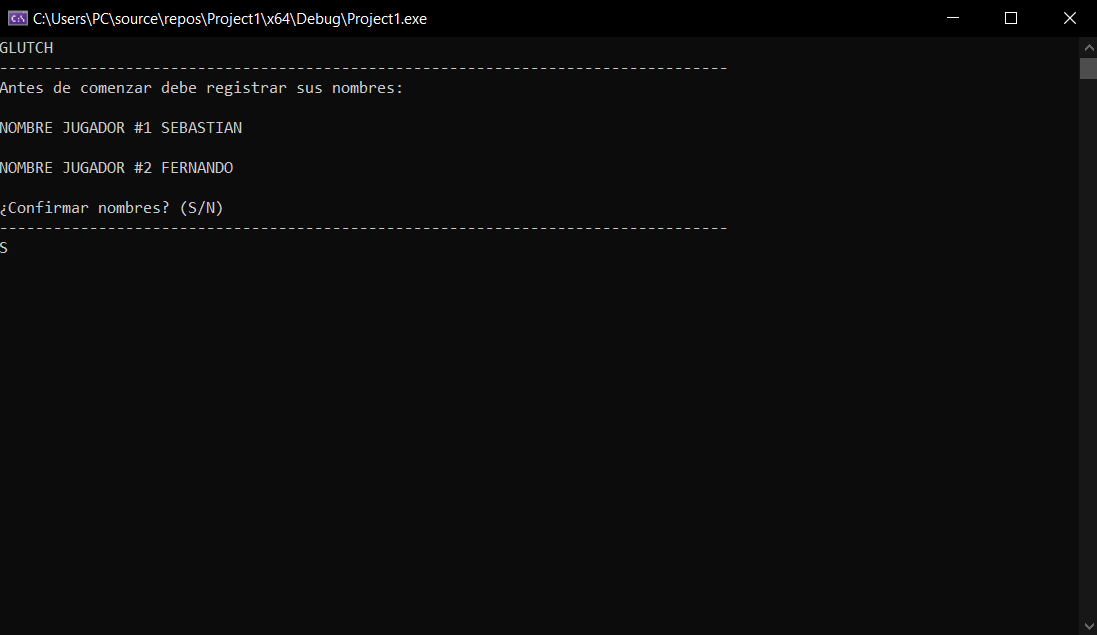 C:\Users\PC\source\repos\Project1\x64\Debug\Project1.exe
GLUTCH
---------------------------------------------------------------------------------
Antes de comenzar debe registrar sus nombres:
NOMBRE JUGADOR #1 SEBASTIAN
NOMBRE JUGADOR #2 FERNANDO
¿Confirmar nombres? (S/N)
---------------------------------------------------------------------------------
S